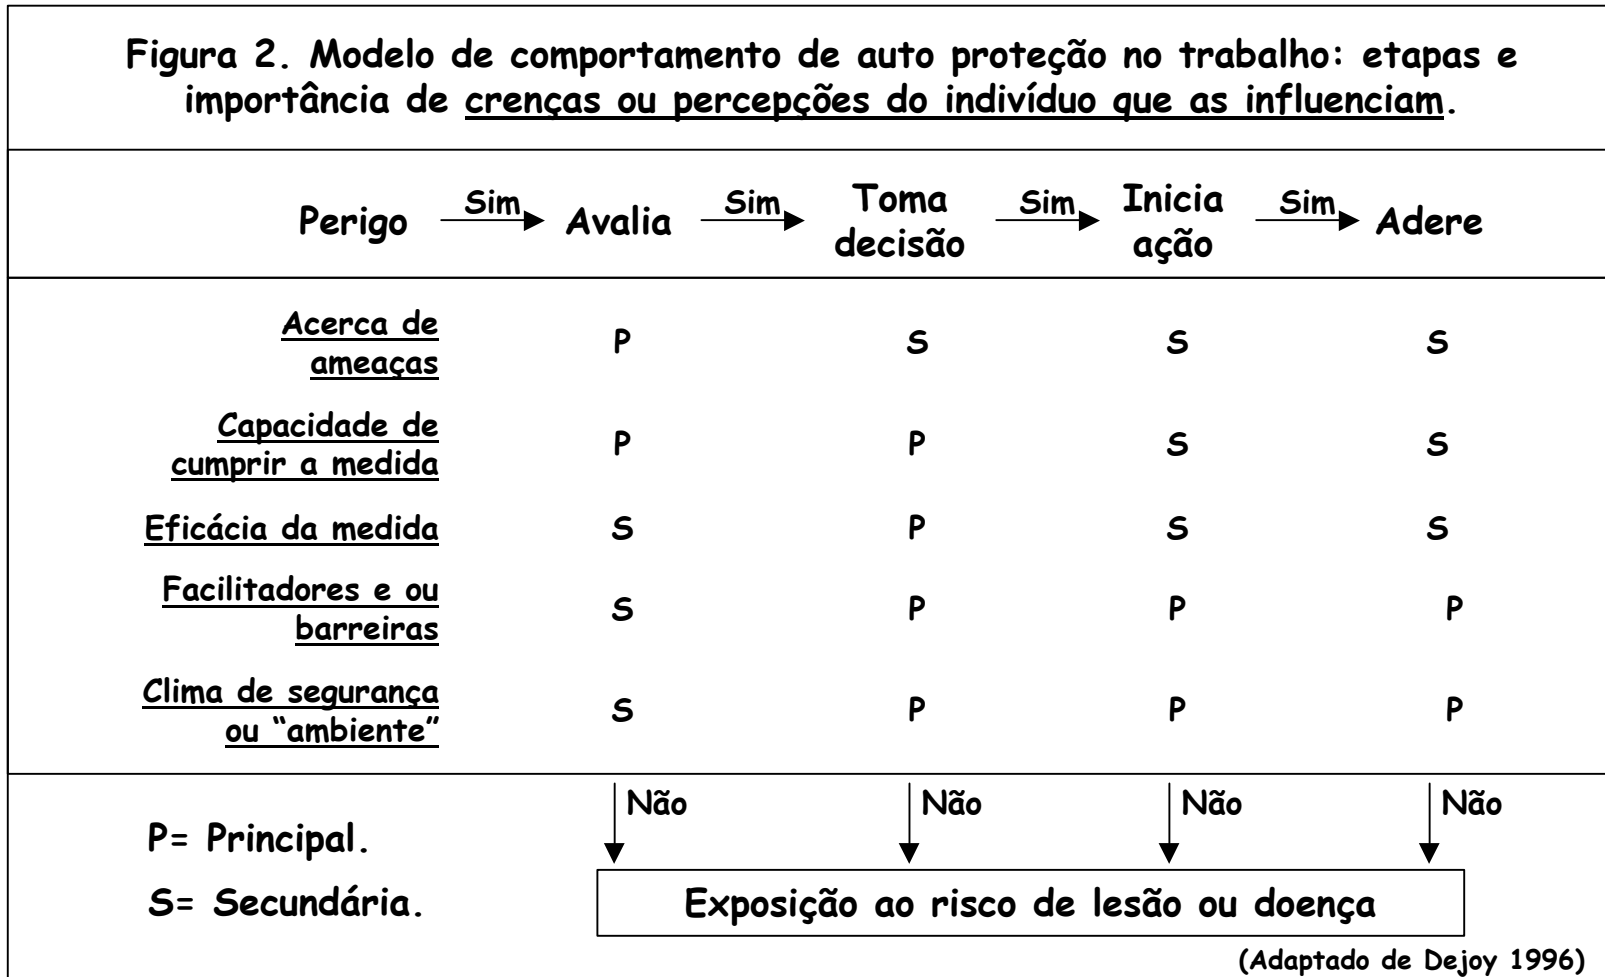 Figura 2. Modelo de comportamento de auto proteção no trabalho: etapas e
importância de crenças ou percepções do indivíduo que as influenciam.
Perigo Sim Avalia Sim Toma decisão Sim Inicia ação Sim Adere
Acerca de
ameaças P S S S
Capacidade de
cumprir a medida P P S S
Eficácia da medida S P S S
Facilitadores e ou
barreiras S P P P
Clima de segurança
ou “ambiente” S P P P
Não Não Não Não
P= Principal.
S= Secundária.
Exposição ao risco de lesão ou doença
(Adaptado de Dejoy 1996)